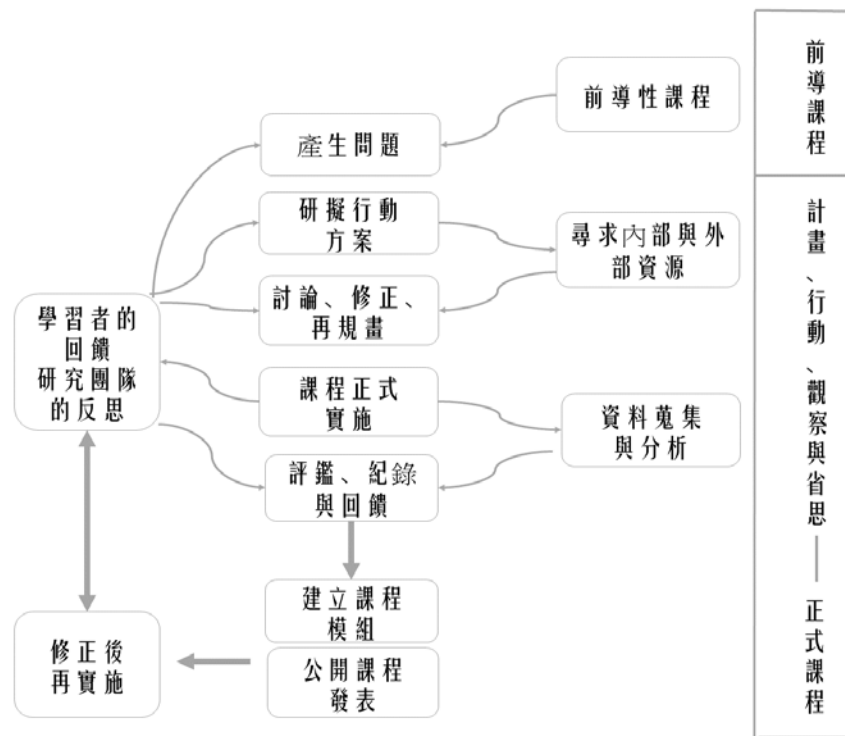 前導性課程
產生問題
研擬行動
方案
尋求內部與外
部資源
討論、修正、
再規畫
學習者的
回饋
研究團隊
的反思
課程正式
實施
資料蒐集
與分析
評鑑、紀錄
與回饋
建立課程
模組
公開課程
發表
修正後
再實施
前導課程
計畫、行動、觀察與省思——正式課程